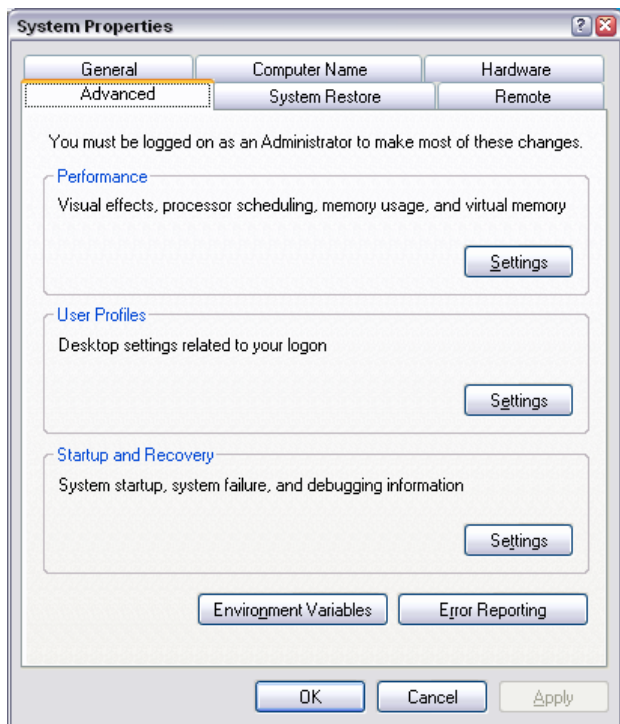 System Properties
General Computer Name Hardware
Advanced System Restore Remote
You must be logged on as an Administrator to make most of these changes.
Performance
Visual effects, processor scheduling, memory usage, and virtual memory
Settings
User Profiles
Desktop settings related to your logon
Settings
Startup and Recovery
System startup, system failure, and debugging information
Settings
Environment Variables Error Reporting
OK Cancel Apply